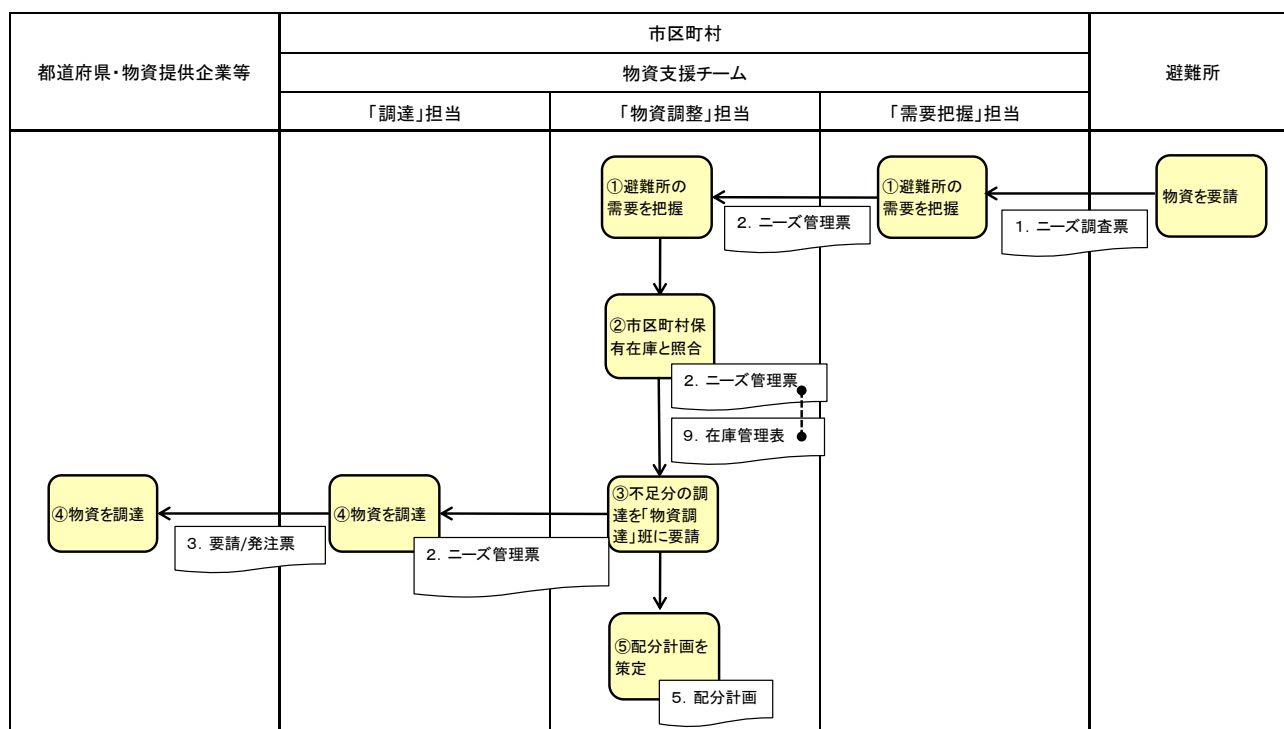 都道府県・物資提供企業等
市区町村
物資支援チーム
「調達」担当
「物資調整」担当
「需要把握」担当
避難所
①避難所の
需要を把握
2．ニーズ管理票
①避難所の
需要を把握
1．ニーズ調査票
物資を要請
②市区町村保
有在庫と照合
2．ニーズ管理票
9．在庫管理表
④物資を調達
3．要請/発注票
④物資を調達
2．ニーズ管理票
③不足分の調
達を「物資調
達」班に要請
⑤配分計画を
策定
5．配分計画